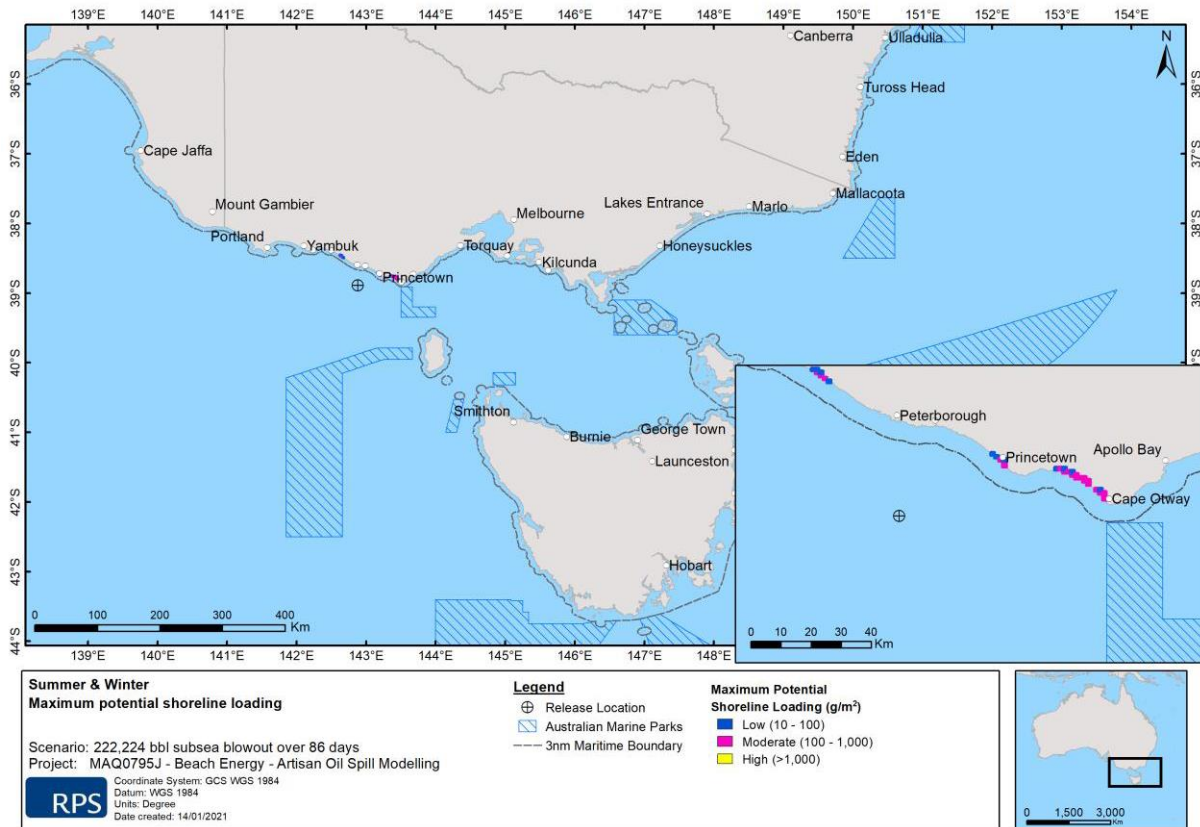 Canberra
Ulladulla
N
36°S
36°S
Tuross Head
Cape Jaffa
37°S
37°S
Eden
Mount Gambier
Melbourne
Lakes Entrance
Marlo
Mallacoota
38°S
38°S
Portland
Yambuk
Torquay
Honeysuckles
Kilcunda
Princetown
39°S
39°S
40°S
Smithton
Burnie
George Town
41°S
Launceston
42°S
Hobart
43°S
44°S
0 100 200 300 400
Km
139°E 140°E 141°E 142°E 143°E 144°E 145°E 146°E 147°E 148°E 149°E 150°E 151°E 152°E 153°E 154°E
139°E 140°E 141°E 142°E 143°E 144°E 145°E 146°E 147°E 148°E
Peterborough
Princetown
Apollo Bay
Cape Otway
0 10 20 30 40
Km
Summer & Winter
Maximum potential shoreline loading
Scenario: 222,224 bbl subsea blowout over 86 days
Project: MAQ0795J - Beach Energy - Artisan Oil Spill Modelling
RPS
Coordinate System: GCS WGS 1984
Datum: WGS 1984
Units: Degree
Date created: 14/01/2021
Legend
Release Location
Australian Marine Parks
3nm Maritime Boundary
Maximum Potential
Shoreline Loading (g/m²)
Low (10 - 100)
Moderate (100 - 1,000)
High (>1,000)
0 1,500 3,000
Km